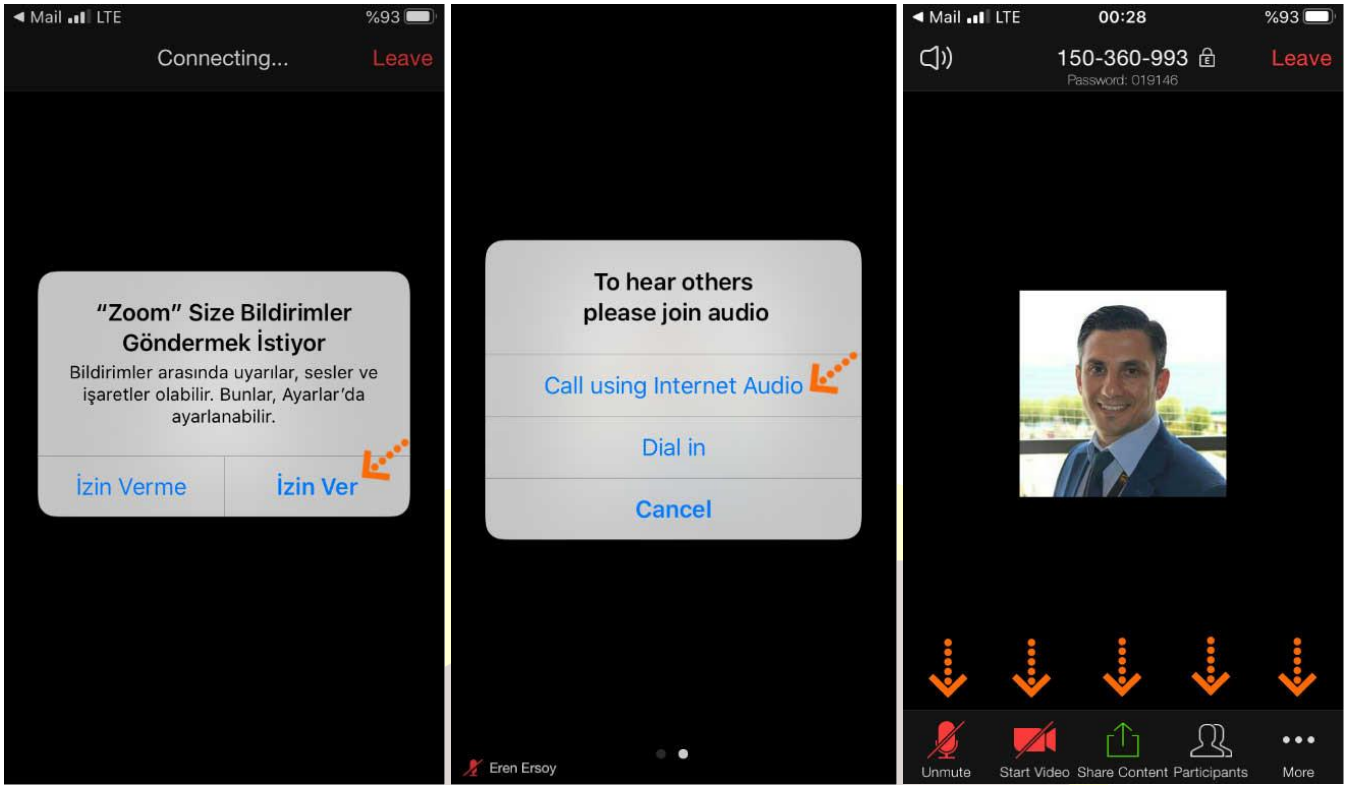 Mail LTE %93
Connecting... Leave
“Zoom” Size Bildirimler
Göndermek İstiyor
Bildirimler arasında uyarılar, sesler ve
işaretler olabilir. Bunlar, Ayarlar’da
ayarlanabilir.
İzin Verme İzin Ver
To hear others
please join audio
Call using Internet Audio
Dial in
Cancel
Eren Ersoy
Mail LTE 00:28 %93
150-360-993 E Leave
Password: 019146
Unmute Start Video Share Content Participants More